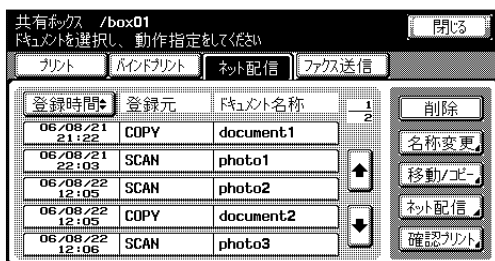 共有ボックス /box01
ドキュメントを選択し、動作指定をしてください
閉じる
プリント バインドプリント ネット配信 ファクス送信
登録時間 登録元 ドキュメント名称 1/2
06/08/21 21:22 COPY document1
06/08/21 22:03 SCAN photo1
06/08/22 12:05 SCAN photo2
06/08/22 12:05 COPY document2
06/08/22 12:06 SCAN photo3
削除
名称変更
移動/コピー
ネット配信
確認プリント